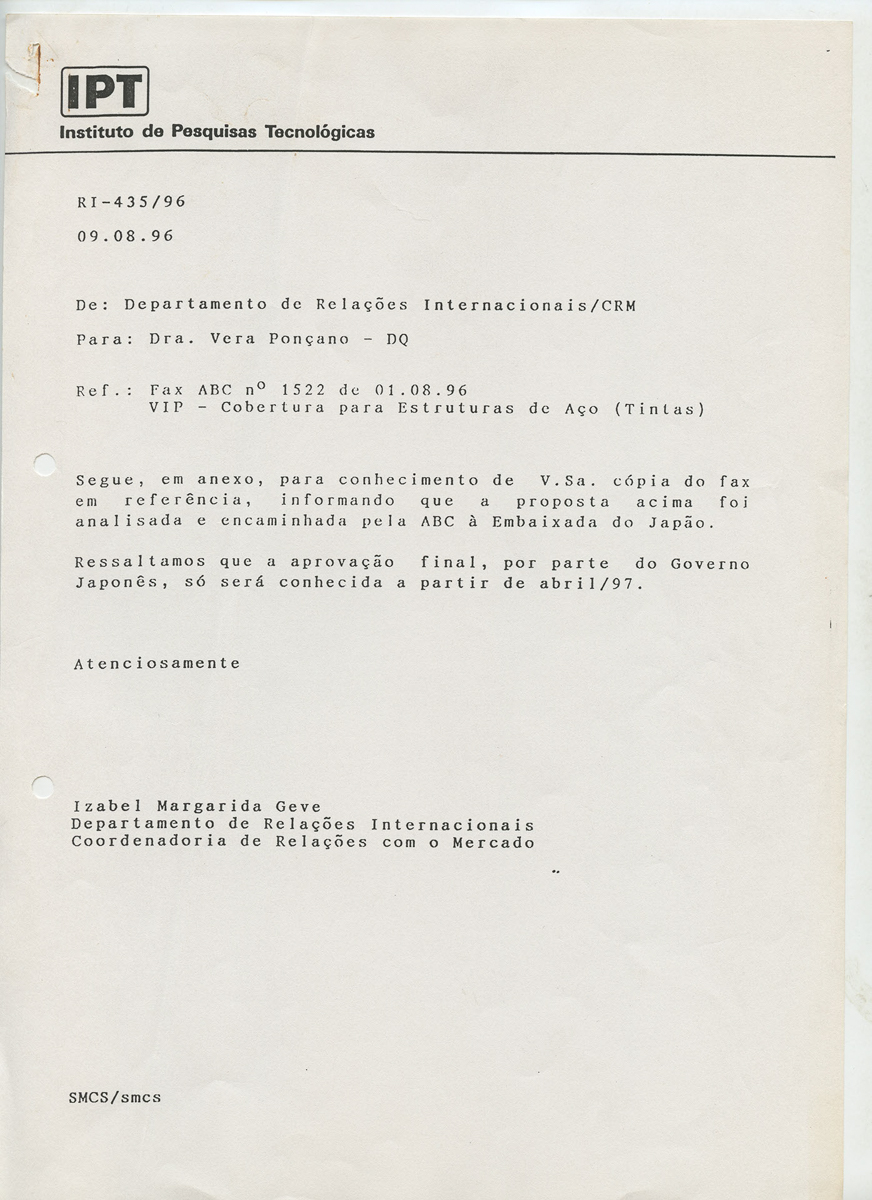 IPT
Instituto de Pesquisas Tecnológicas
RI-435/96
09.08.96
De: Departamento de Relações Internacionais/CRM
Para: Dra. Vera Ponçano - DQ
Ref.: Fax ABC nº 1522 de 01.08.96
VIP - Cobertura para Estruturas de Aço (Tintas)
Segue, em anexo, para conhecimento de V.Sa. cópia do fax
em referência, informando que a proposta acima foi
analisada e encaminhada pela ABC à Embaixada do Japão.
Ressaltamos que a aprovação final, por parte do Governo
Japonês, só será conhecida a partir de abril/97.
Atenciosamente
Izabel Margarida Geve
Departamento de Relações Internacionais
Coordenadoria de Relações com o Mercado
SMCS/smcs